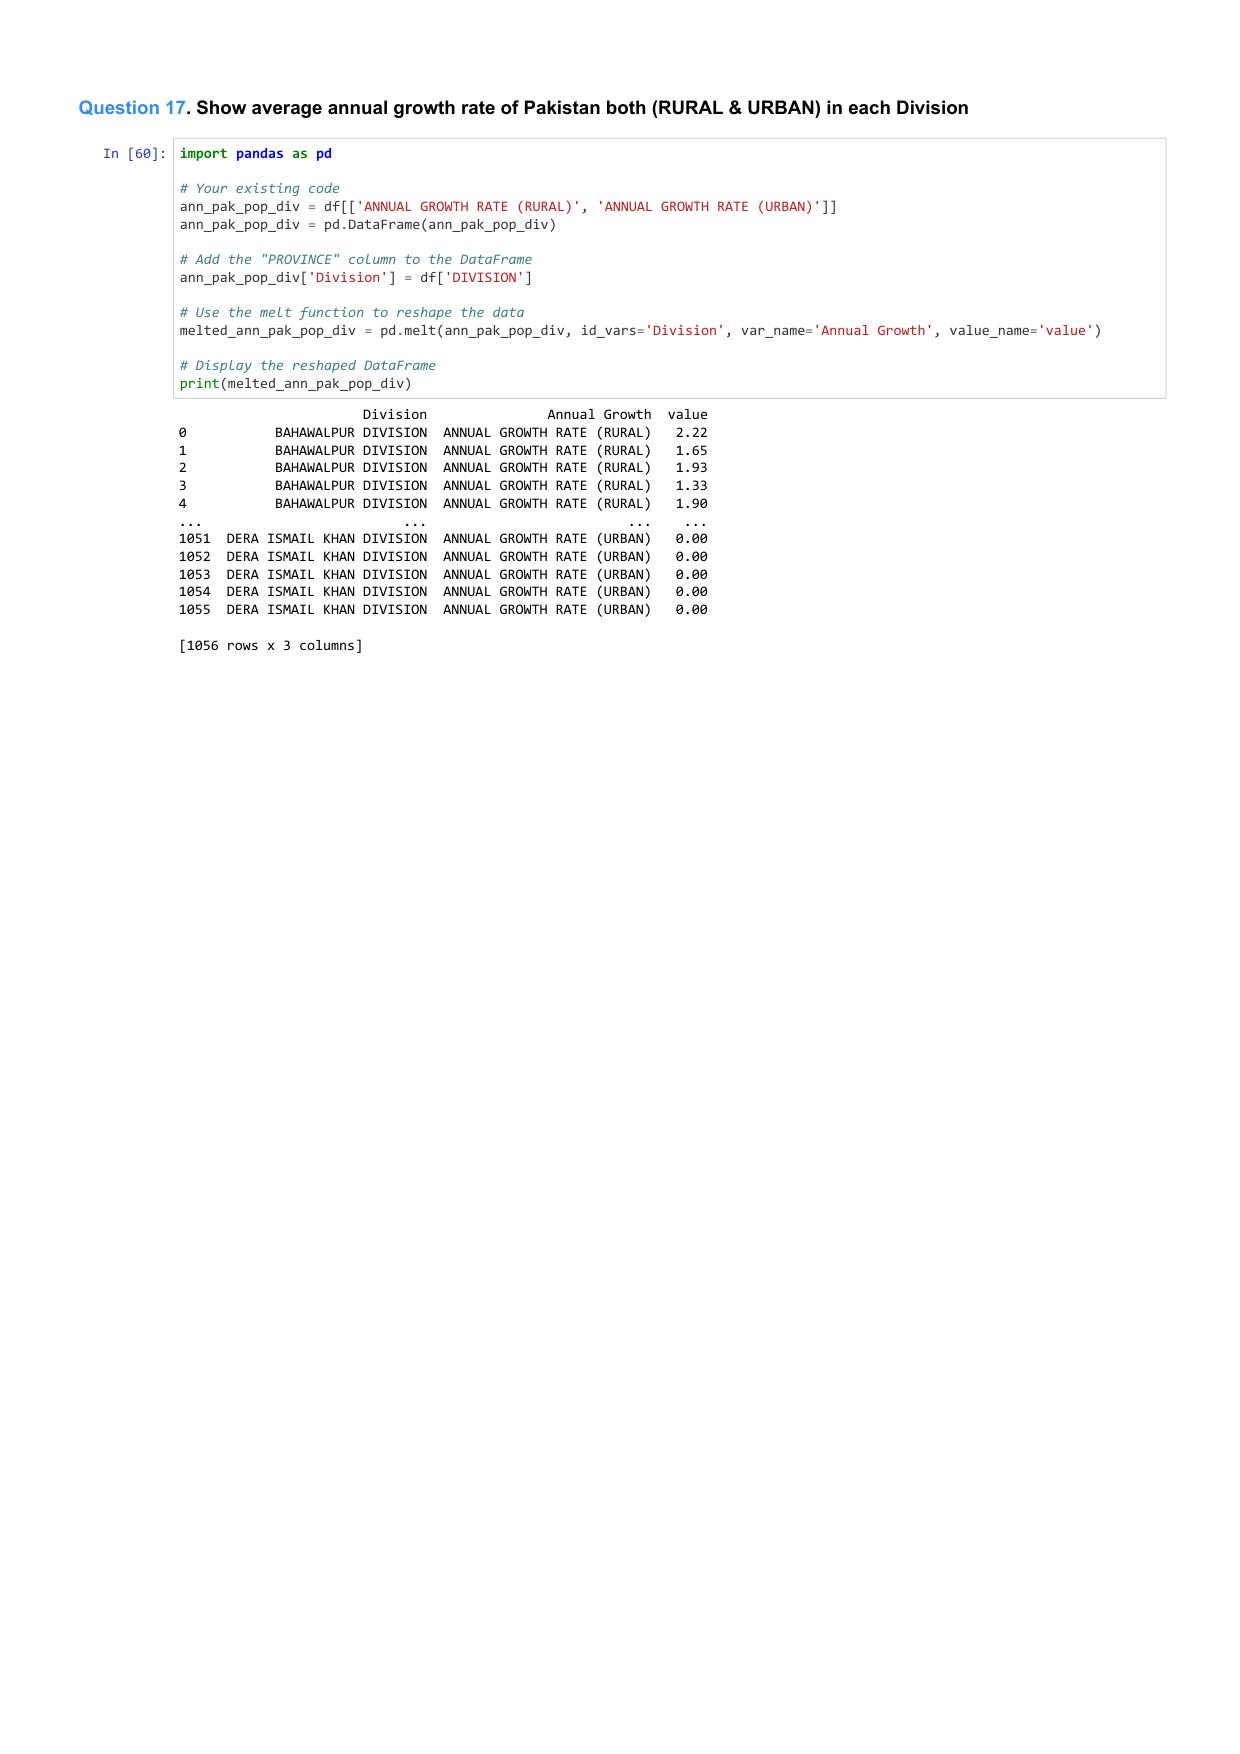 Question 17. Show average annual growth rate of Pakistan both (RURAL & URBAN) in each Division
In [60]: import pandas as pd
# Your existing code
ann_pak_pop_div = df[['ANNUAL GROWTH RATE (RURAL)', 'ANNUAL GROWTH RATE (URBAN)']]
ann_pak_pop_div = pd.DataFrame(ann_pak_pop_div)
# Add the "PROVINCE" column to the DataFrame
ann_pak_pop_div['Division'] = df['DIVISION']
# Use the melt function to reshape the data
melted_ann_pak_pop_div = pd.melt(ann_pak_pop_div, id_vars='Division', var_name='Annual Growth', value_name='value')
# Display the reshaped DataFrame
print(melted_ann_pak_pop_div)
Division Annual Growth value
0 BAHAWALPUR DIVISION ANNUAL GROWTH RATE (RURAL) 2.22
1 BAHAWALPUR DIVISION ANNUAL GROWTH RATE (RURAL) 1.65
2 BAHAWALPUR DIVISION ANNUAL GROWTH RATE (RURAL) 1.93
3 BAHAWALPUR DIVISION ANNUAL GROWTH RATE (RURAL) 1.33
4 BAHAWALPUR DIVISION ANNUAL GROWTH RATE (RURAL) 1.90
... ... ... ...
1051 DERA ISMAIL KHAN DIVISION ANNUAL GROWTH RATE (URBAN) 0.00
1052 DERA ISMAIL KHAN DIVISION ANNUAL GROWTH RATE (URBAN) 0.00
1053 DERA ISMAIL KHAN DIVISION ANNUAL GROWTH RATE (URBAN) 0.00
1054 DERA ISMAIL KHAN DIVISION ANNUAL GROWTH RATE (URBAN) 0.00
1055 DERA ISMAIL KHAN DIVISION ANNUAL GROWTH RATE (URBAN) 0.00
[1056 rows x 3 columns]